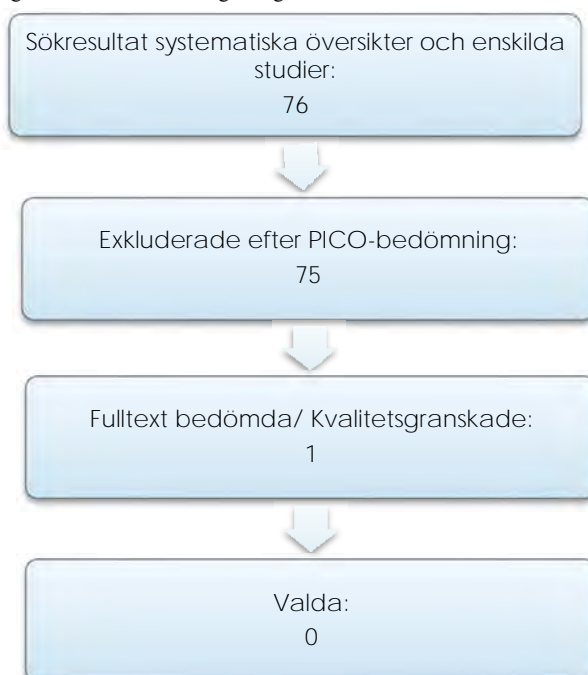 Sökresultat systematiska översikter och enskilda
studier:
76
Exkluderade efter PICO-bedömning:
75
Fulltext bedömda/ Kvalitetsgranskade:
1
Valda:
0